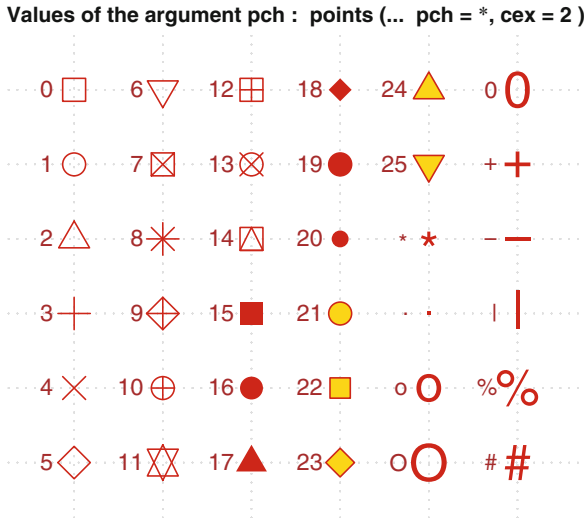 Values of the argument pch : points (... pch = *, cex = 2 )
0 6 12 18 24 0 0
1 7 13 19 25 + +
2 8 14 20 * * – –
3 9 15 21 . . | |
4 10 16 22 o o % %
5 11 17 23 O O # #